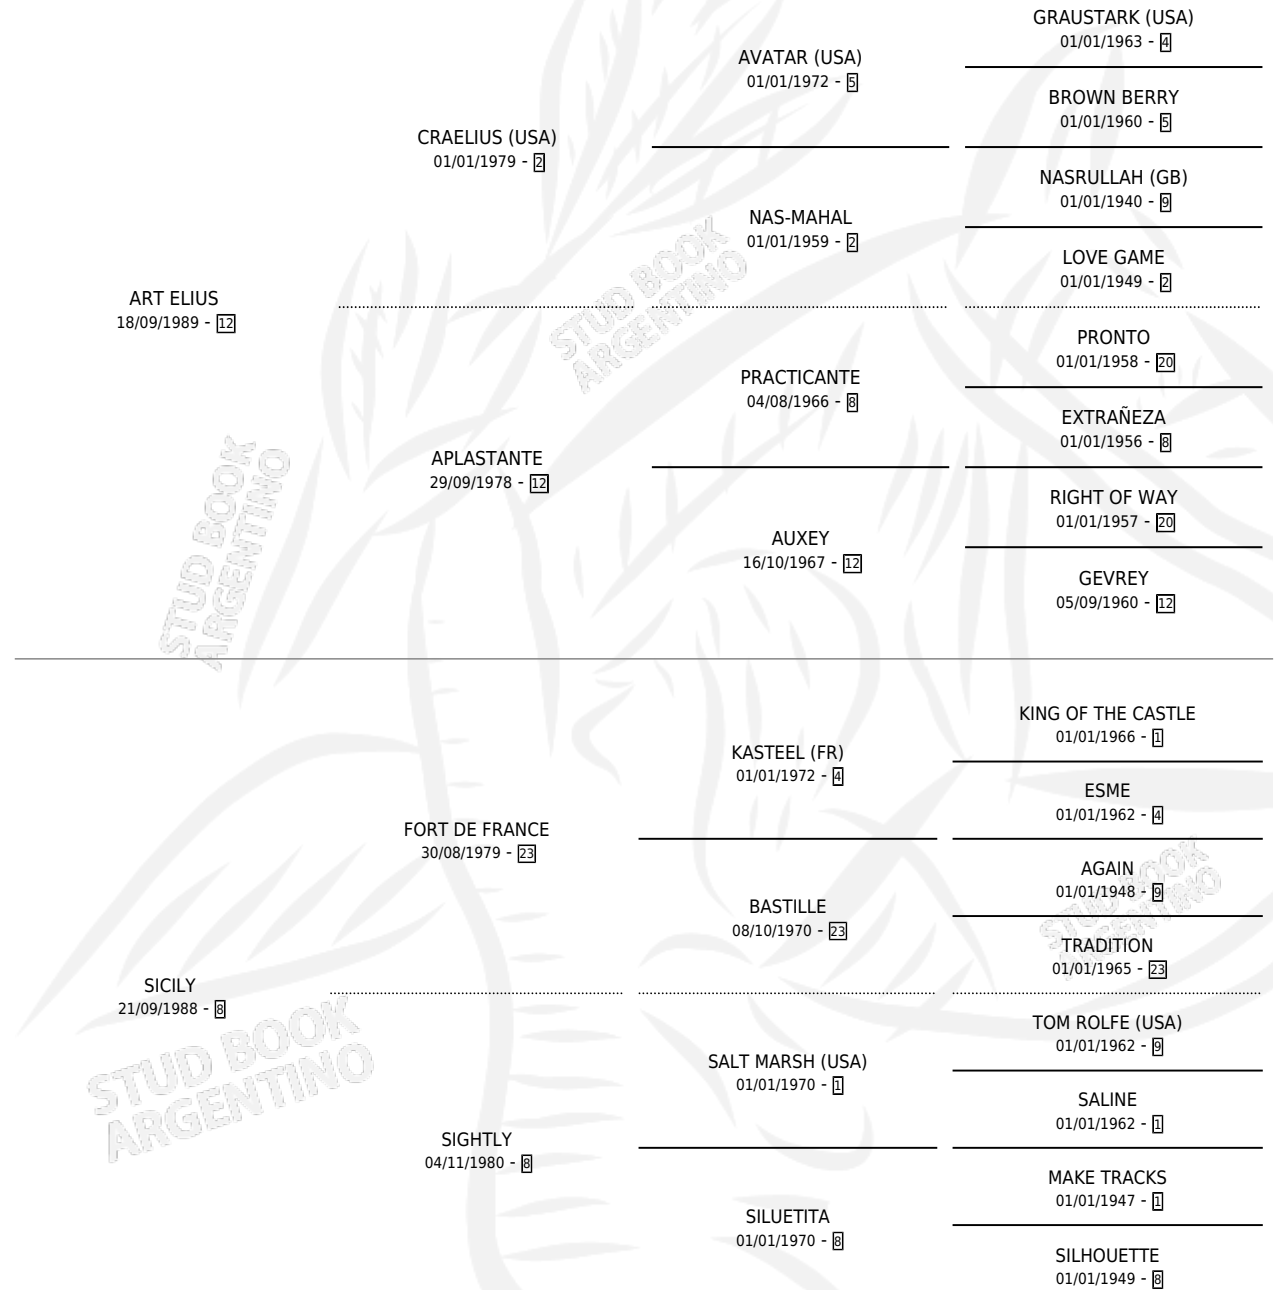 GRAUSTARK (USA)
01/01/1963 - 4
AVATAR (USA)
01/01/1972 - 5
BROWN BERRY
01/01/1960 - 5
CRAELIUS (USA)
01/01/1979 - 2
NASRULLAH (GB)
01/01/1940 - 9
NAS-MAHAL
01/01/1959 - 2
LOVE GAME
01/01/1949 - 2
ART ELIUS
18/09/1989 - 12
PRONTO
01/01/1958 - 20
PRACTICANTE
04/08/1966 - 8
EXTRAÑEZA
01/01/1956 - 8
APLASTANTE
29/09/1978 - 12
RIGHT OF WAY
01/01/1957 - 20
AUXEY
16/10/1967 - 12
GEVREY
05/09/1960 - 12
KING OF THE CASTLE
01/01/1966 - 1
KASTEEL (FR)
01/01/1972 - 4
ESME
01/01/1962 - 4
FORT DE FRANCE
30/08/1979 - 23
AGAIN
01/01/1948 - 9
BASTILLE
08/10/1970 - 23
TRADITION
01/01/1965 - 23
SICILY
21/09/1988 - 8
TOM ROLFE (USA)
01/01/1962 - 9
SALT MARSH (USA)
01/01/1970 - 1
SALINE
01/01/1962 - 1
SIGHTLY
04/11/1980 - 8
MAKE TRACKS
01/01/1947 - 1
SILUETITA
01/01/1970 - 8
SILHOUETTE
01/01/1949 - 8
STUD BOOK
ARGENTINO
STUD BOOK
ARGENTINO
STUD BOOK
ARGENTINO
STUD BOOK
ARGENTINO